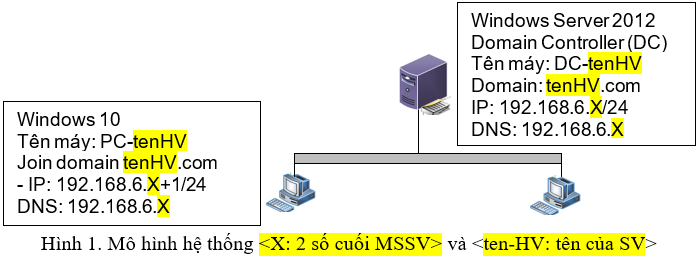 Windows Server 2012
Domain Controller (DC)
Tên máy: DC-tenHV
Domain: tenHV.com
IP: 192.168.6.X/24
DNS: 192.168.6.X
Windows 10
Tên máy: PC-tenHV
Join domain tenHV.com
- IP: 192.168.6.X+1/24
DNS: 192.168.6.X
Hình 1. Mô hình hệ thống <X: 2 số cuối MSSV> và <ten-HV: tên của SV>